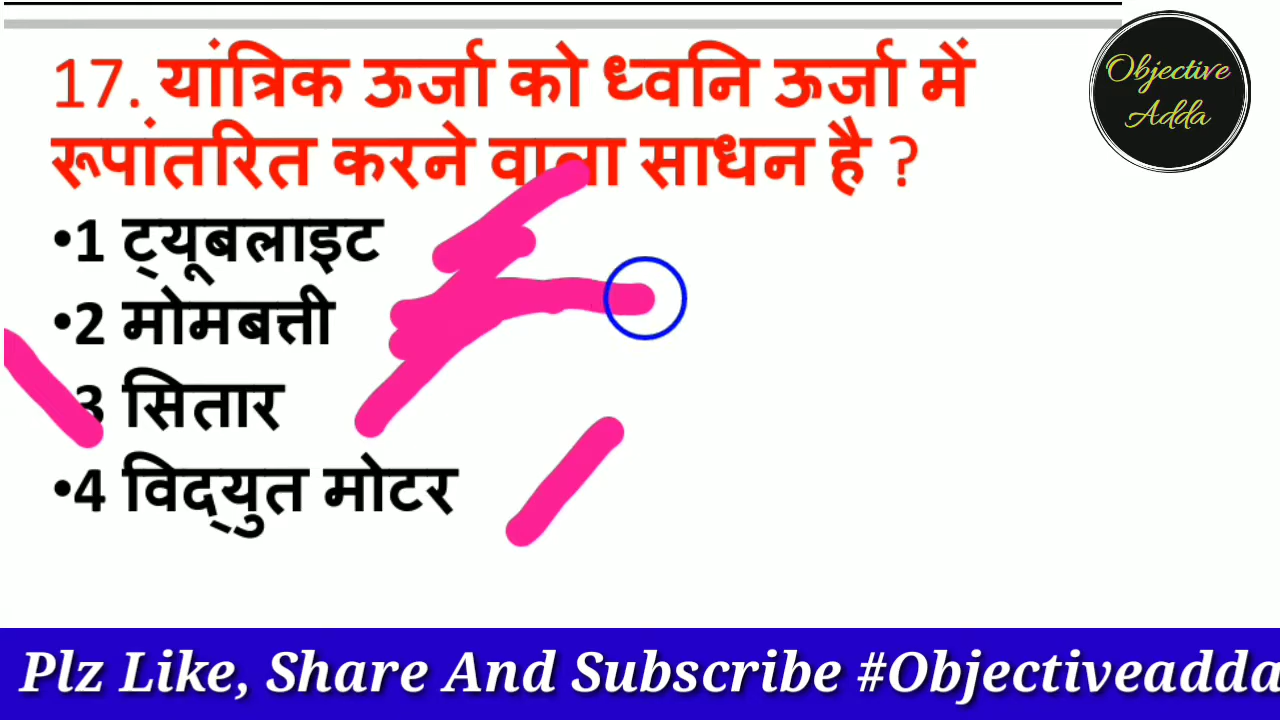 17. यांत्रिक ऊर्जा को ध्वनि ऊर्जा में
रूपांतरित करने वाला साधन है ?
•1 ट्यूबलाइट
•2 मोमबत्ती
3 सितार
•4 विद्युत मोटर
Objective
Adda
Plz Like, Share And Subscribe #Objectiveadda